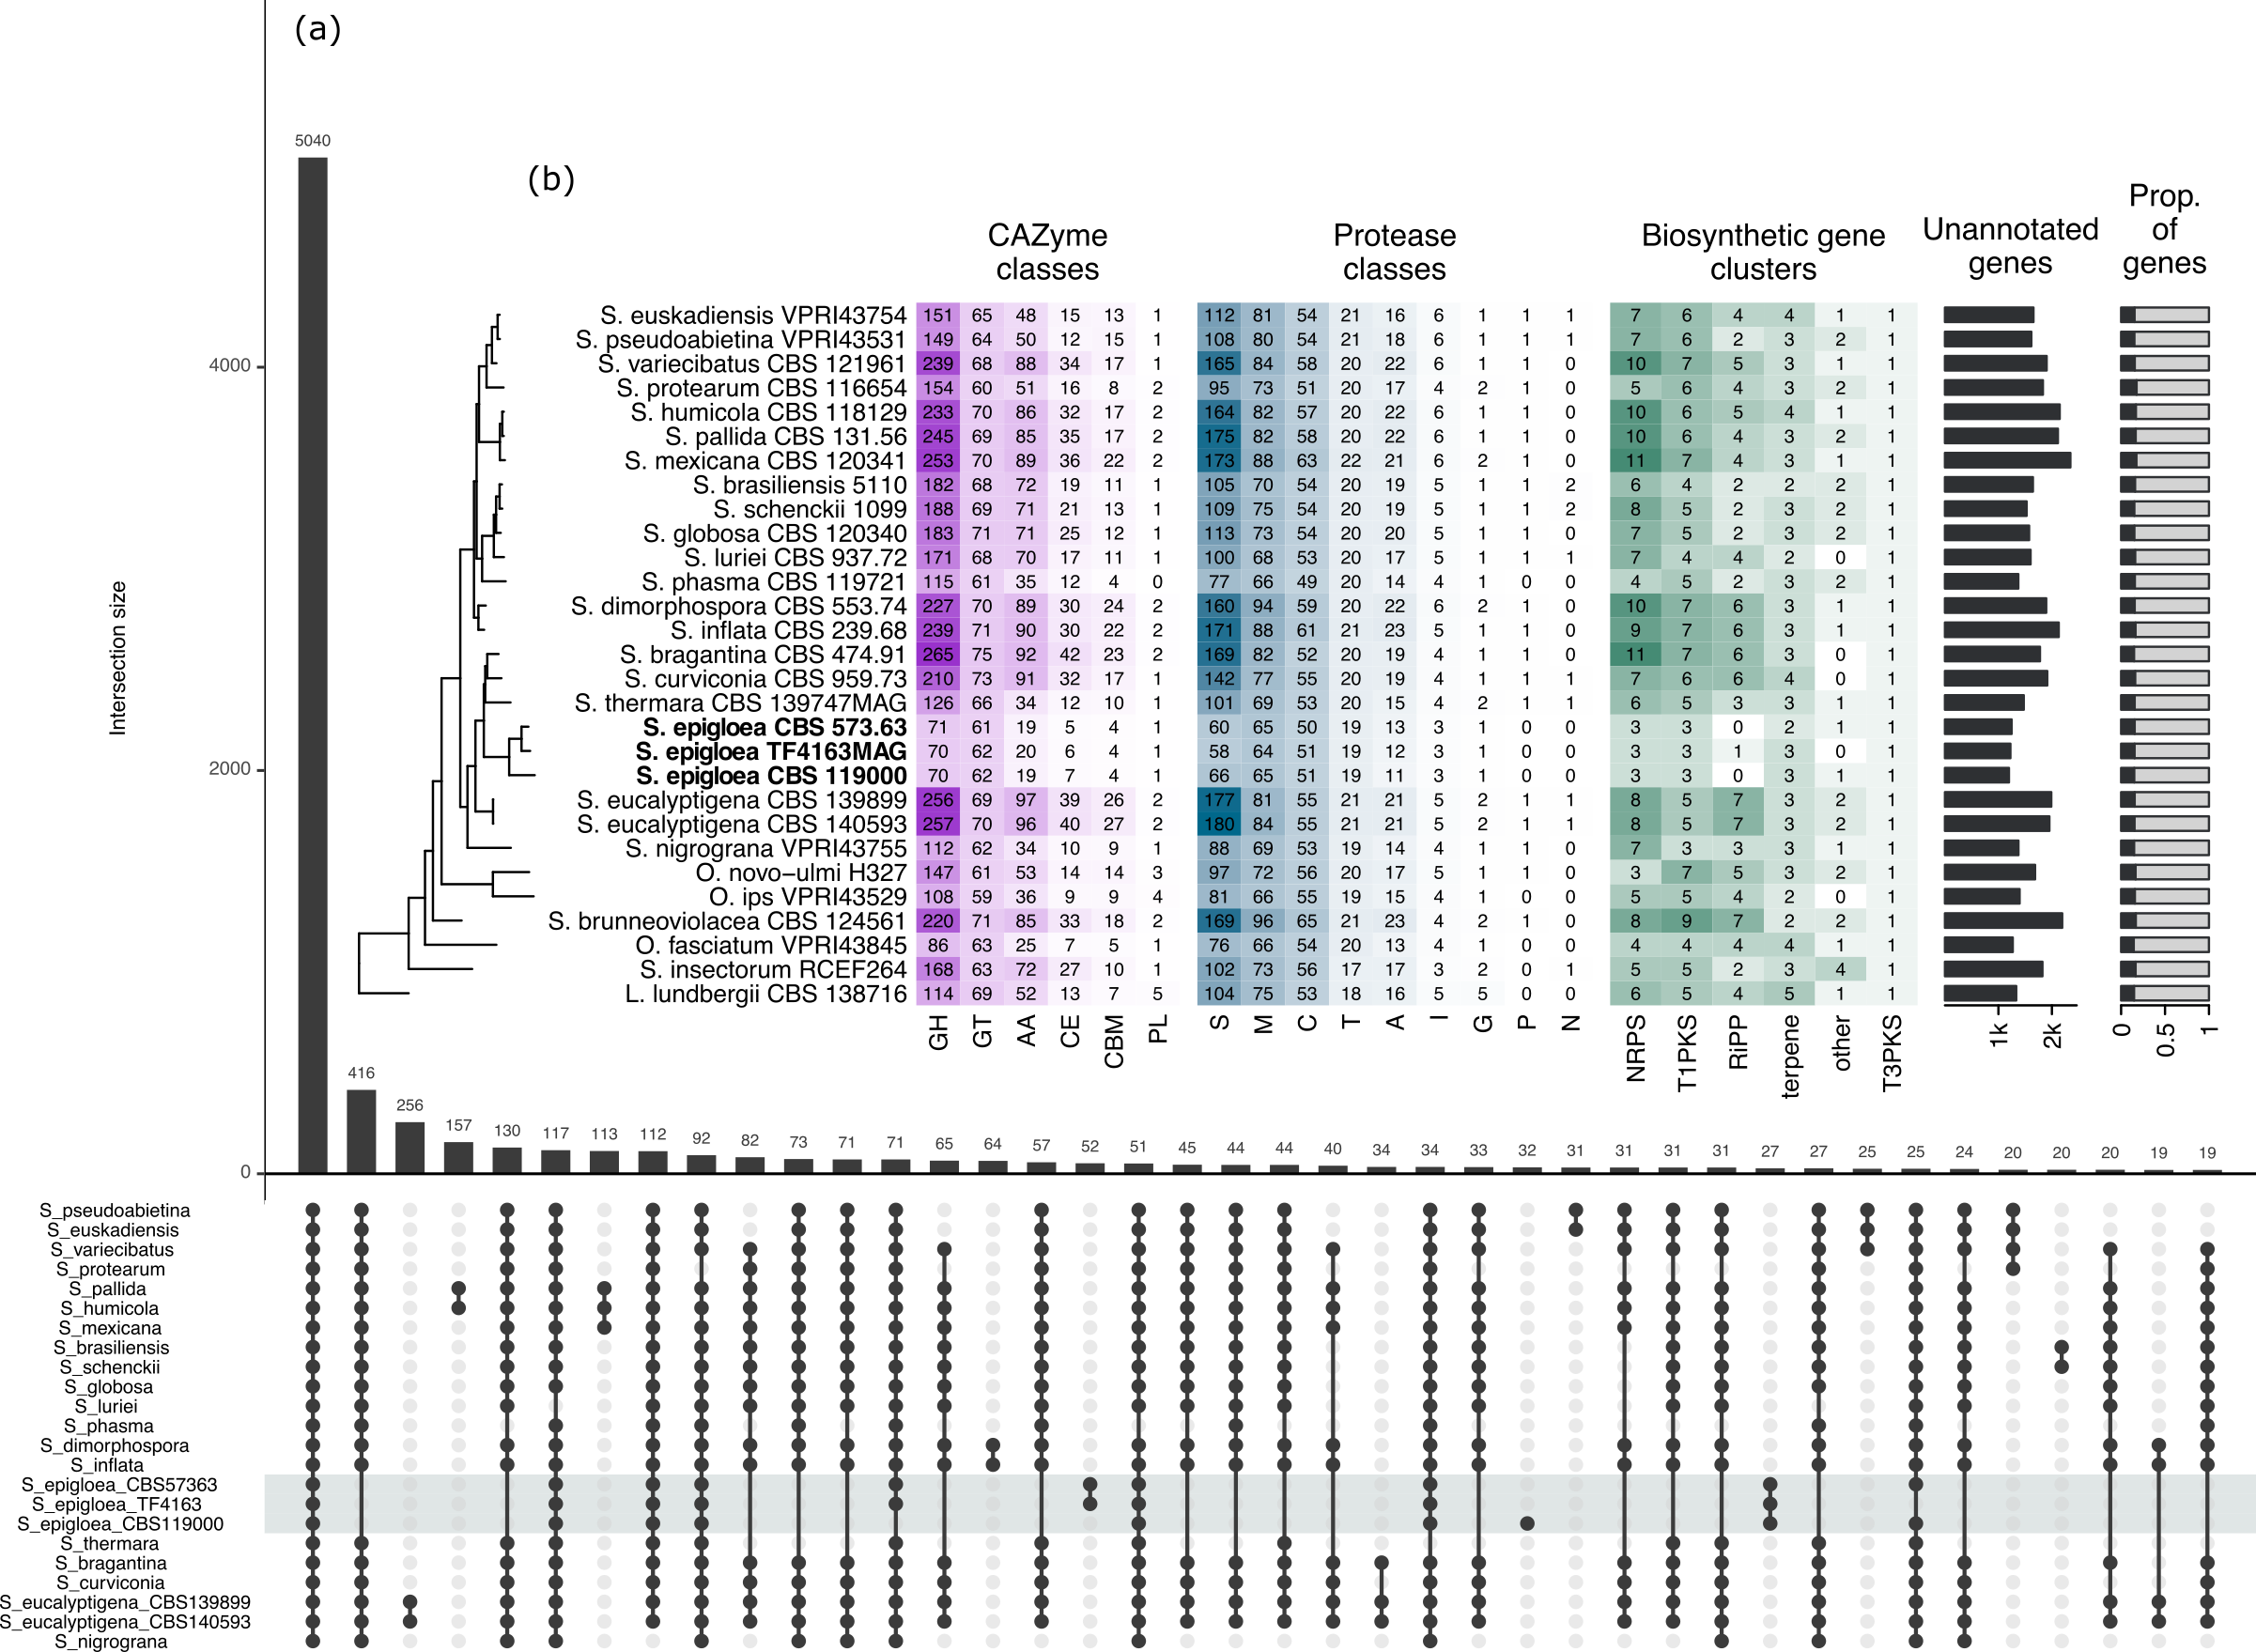 (a)
5040
(b)
CAZyme classes
Protease classes
Biosynthetic gene clusters
Unannotated genes
Prop. of genes
S. euskadiensis VPRI43754 151 65 48 15 13 1 112 81 54 21 16 6 1 1 1 7 6 4 4 1 1
S. pseudoabietina VPRI43531 149 64 50 12 15 1 108 80 54 21 18 6 1 1 1 7 6 2 3 2 1
4000
S. variecibatus CBS 121961 239 68 88 34 17 1 165 84 58 20 22 6 1 1 0 10 7 5 3 1 1
S. protearum CBS 116654 154 60 51 16 8 2 95 73 51 20 17 4 2 1 0 5 6 4 3 2 1
S. humicola CBS 118129 233 70 86 32 17 2 164 82 57 20 22 6 1 1 0 10 6 5 4 1 1
S. pallida CBS 131.56 245 69 85 35 17 2 175 82 58 20 22 6 1 1 0 10 6 4 3 2 1
S. mexicana CBS 120341 253 70 89 36 22 2 173 88 63 22 21 6 2 1 0 11 7 4 3 1 1
S. brasiliensis 5110 182 68 72 19 11 1 105 70 54 20 19 5 1 1 2 6 4 2 2 2 1
S. schenckii 1099 188 69 71 21 13 1 109 75 54 20 19 5 1 1 2 8 5 2 3 2 1
S. globosa CBS 120340 183 71 71 25 12 1 113 73 54 20 20 5 1 1 0 7 5 2 3 2 1
S. luriei CBS 937.72 171 68 70 17 11 1 100 68 53 20 17 5 1 1 1 7 4 4 2 0 1
S. phasma CBS 119721 115 61 35 12 4 0 77 66 49 20 14 4 1 0 0 4 5 2 3 2 1
S. dimorphospora CBS 553.74 227 70 89 30 24 2 160 94 59 20 22 6 2 1 0 10 7 6 3 1 1
S. inflata CBS 239.68 239 71 90 30 22 2 171 88 61 21 23 5 1 1 0 9 7 6 3 1 1
S. bragantina CBS 474.91 265 75 92 42 23 2 169 82 52 20 19 4 1 1 0 11 7 6 3 0 1
S. curviconia CBS 959.73 210 73 91 32 17 1 142 77 55 20 19 4 1 1 1 7 6 6 4 0 1
S. thermara CBS 139747MAG 126 66 34 12 10 1 101 69 53 20 15 4 2 1 1 6 5 3 3 1 1
S. epigloea CBS 573.63 71 61 19 5 4 1 60 65 50 19 13 3 1 0 0 3 3 0 2 1 1
S. epigloea TF4163MAG 70 62 20 6 4 1 58 64 51 19 12 3 1 0 0 3 3 1 3 0 1
2000
S. epigloea CBS 119000 70 62 19 7 4 1 66 65 51 19 11 3 1 0 0 3 3 0 3 1 1
S. eucalyptigena CBS 139899 256 69 97 39 26 2 177 81 55 21 21 5 2 1 1 8 5 7 3 2 1
S. eucalyptigena CBS 140593 257 70 96 40 27 2 180 84 55 21 21 5 2 1 1 8 5 7 3 2 1
S. nigrograna VPRI43755 112 62 34 10 9 1 88 69 53 19 14 4 1 1 0 7 3 3 3 1 1
O. novo−ulmi H327 147 61 53 14 14 3 97 72 56 20 17 5 1 1 0 3 7 5 3 2 1
O. ips VPRI43529 108 59 36 9 9 4 81 66 55 19 15 4 1 0 0 5 5 4 2 0 1
S. brunneoviolacea CBS 124561 220 71 85 33 18 2 169 96 65 21 23 4 2 1 0 8 9 7 2 2 1
O. fasciatum VPRI43845 86 63 25 7 5 1 76 66 54 20 13 4 1 0 0 4 4 4 4 1 1
S. insectorum RCEF264 168 63 72 27 10 1 102 73 56 17 17 3 2 0 1 5 5 2 3 4 1
L. lundbergii CBS 138716 114 69 52 13 7 5 104 75 53 18 16 5 5 0 0 6 5 4 5 1 1
GH GT AA CE CBM PL S M C T A I G P N NRPS T1PKS RiPP terpene other T3PKS 1k 2k 0 0.5 1
Intersection size
416 256 157 130 117 113 112 92 82 73 71 71 65 64 57 52 51 45 44 44 40 34 34 33 32 31 31 31 31 27 27 25 25 24 20 20 20 19 19
0
S_pseudoabietina
S_euskadiensis
S_variecibatus
S_protearum
S_pallida
S_humicola
S_mexicana
S_brasiliensis
S_schenckii
S_globosa
S_luriei
S_phasma
S_dimorphospora
S_inflata
S_epigloea_CBS57363
S_epigloea_TF4163
S_epigloea_CBS119000
S_thermara
S_bragantina
S_curviconia
S_eucalyptigena_CBS139899
S_eucalyptigena_CBS140593
S_nigrograna